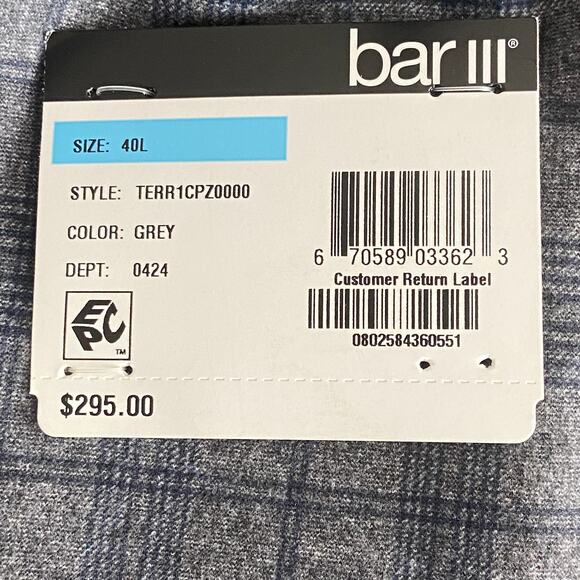 bar III®
SIZE: 40L
STYLE: TERR1CPZ0000
COLOR: GREY
DEPT: 0424
6 70589 03362 3
Customer Return Label
0802584360551
EPC™
$295.00